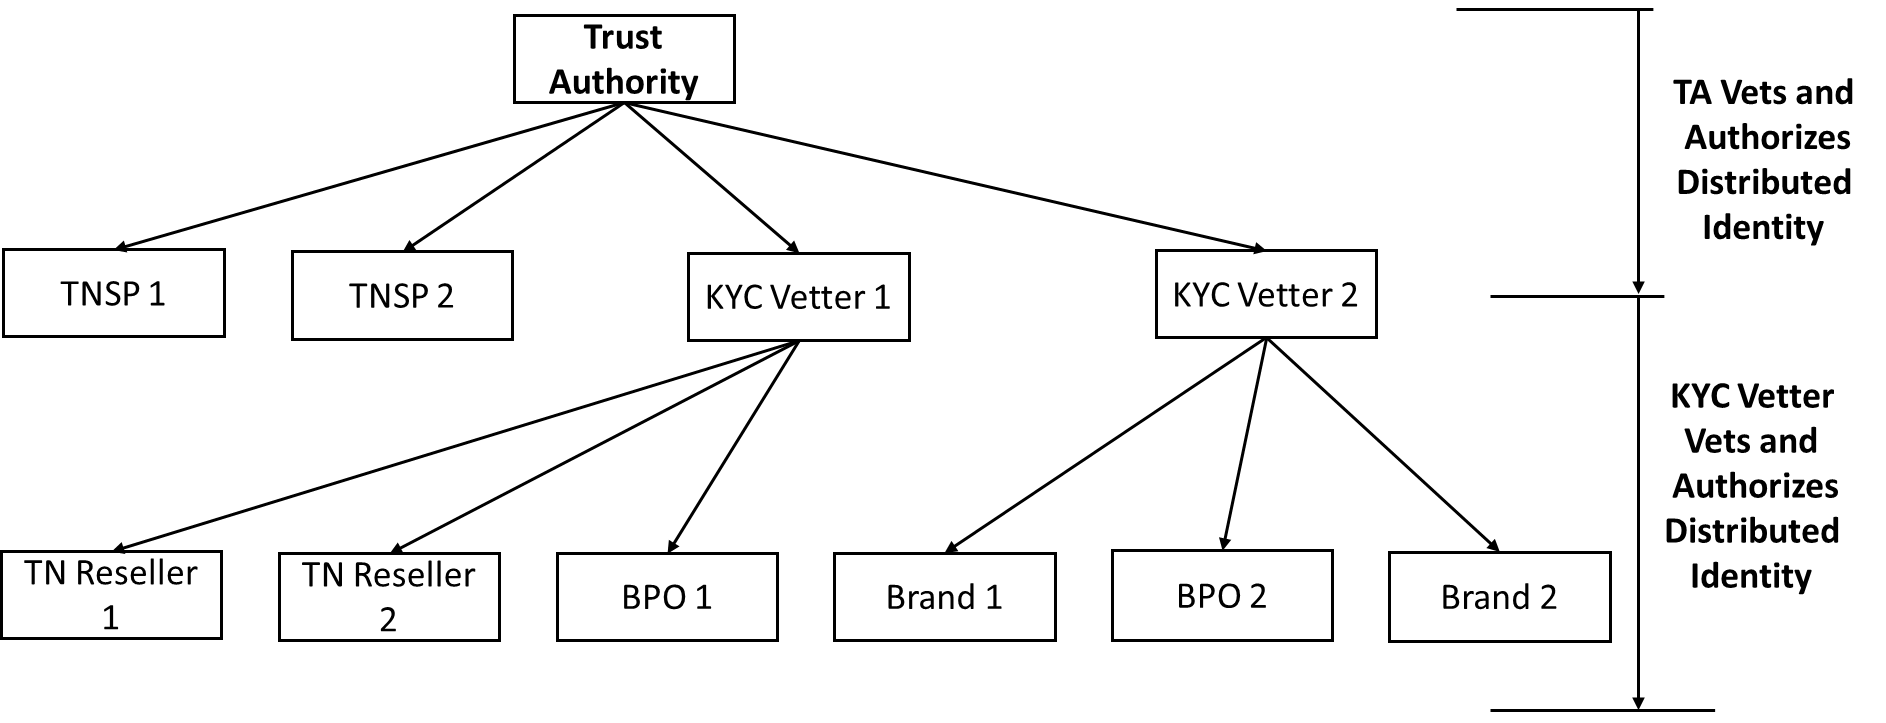 Trust
Authority
TA Vets and
Authorizes
Distributed
Identity
TNSP 1
TNSP 2
KYC Vetter 1
KYC Vetter 2
KYC Vetter
Vets and
Authorizes
Distributed
Identity
TN Reseller
1
TN Reseller
2
BPO 1
Brand 1
BPO 2
Brand 2